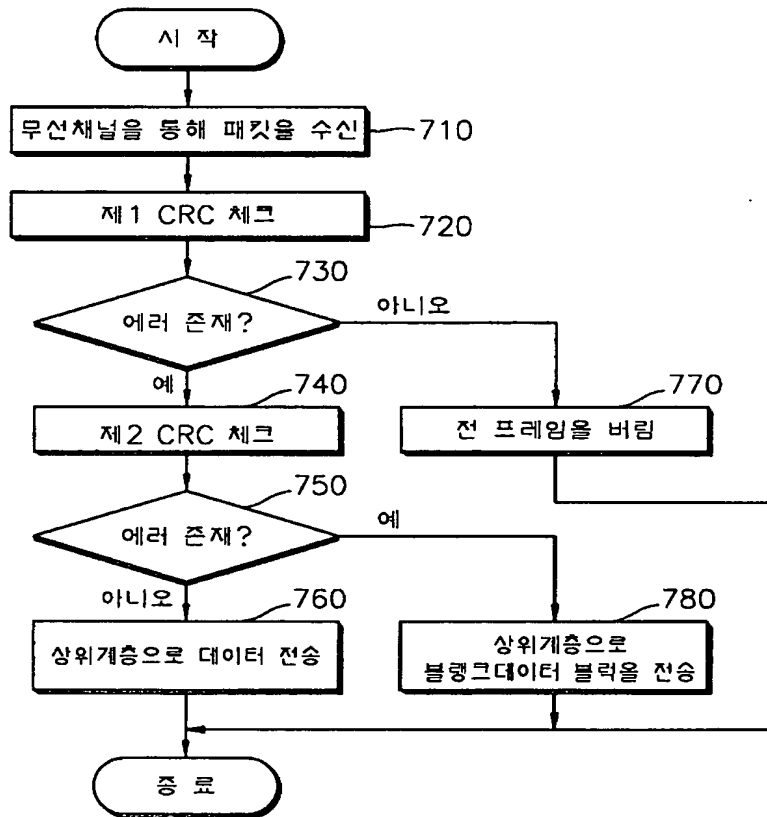 시 작
무선채널을 통해 패킷을 수신
710
제1 CRC 체크
720
730
에러 존재?
아니오
예
740
770
제2 CRC 체크
전 프레임을 버림
750
에러 존재?
예
아니오
760
780
상위계층으로 데이터 전송
상위계층으로
블랭크데이터 블럭을 전송
종 료